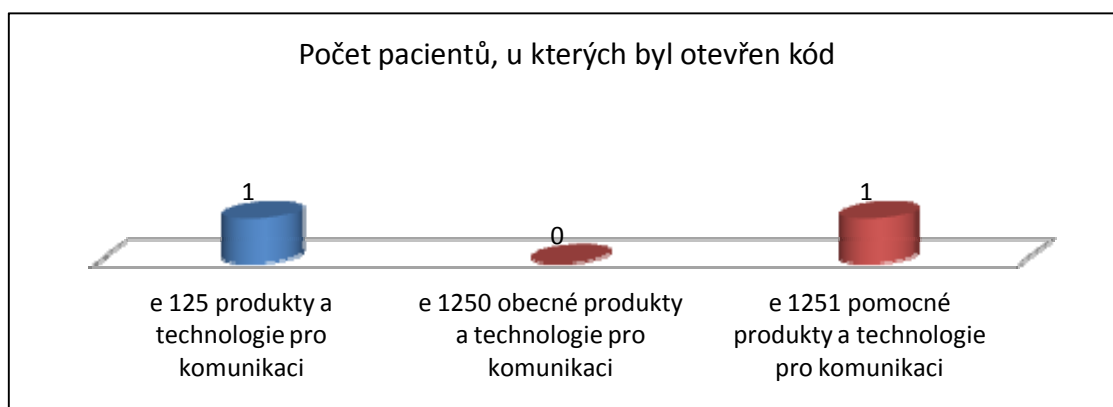 Počet pacientů, u kterých byl otevřen kód
1
0
1
e 125 produkty a
technologie pro
komunikaci
e 1250 obecné produkty
a technologie pro
komunikaci
e 1251 pomocné
produkty a technologie
pro komunikaci